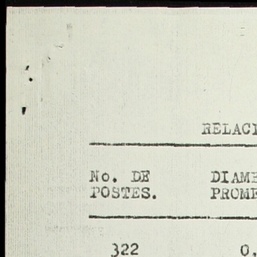 RELACI
No. DE DIAME
POSTES. PROME
322 0.